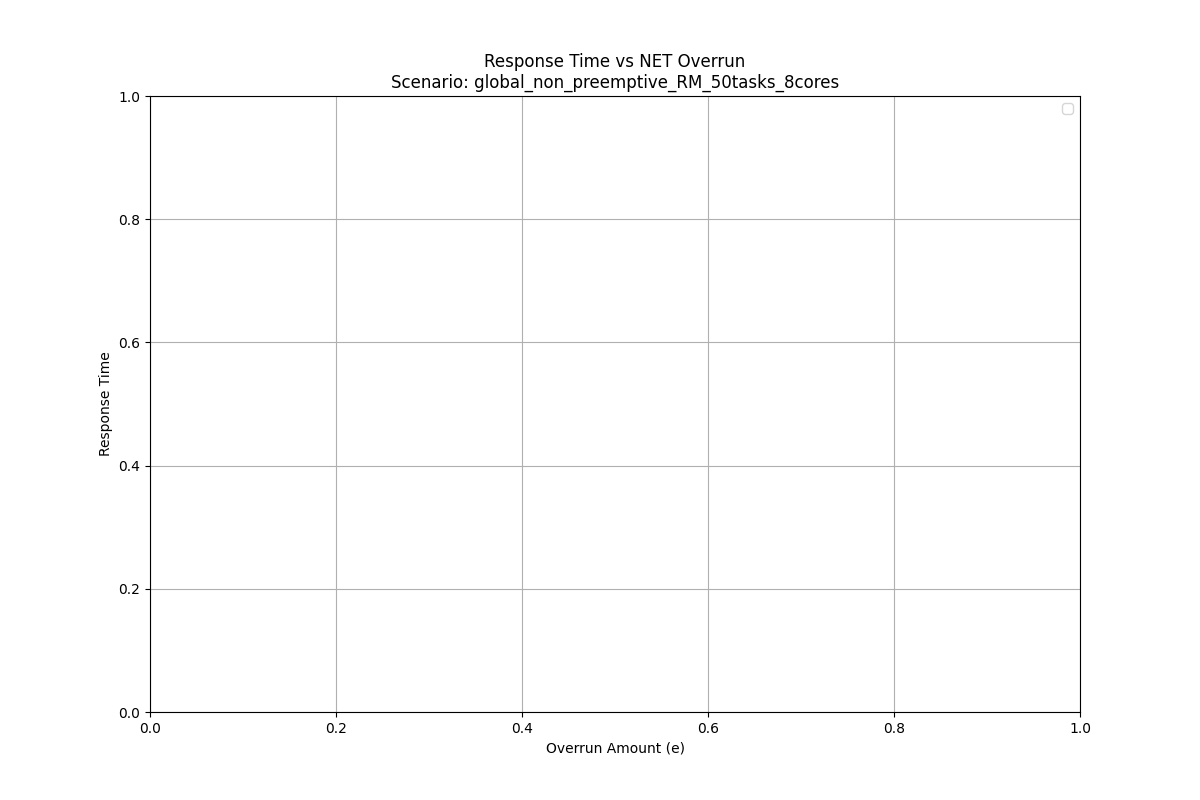 Response Time vs NET Overrun
Scenario: global_non_preemptive_RM_50tasks_8cores
1.0
0.8
0.6
0.4
0.2
0.0
Response Time
0.0 0.2 0.4 0.6 0.8 1.0
Overrun Amount (e)